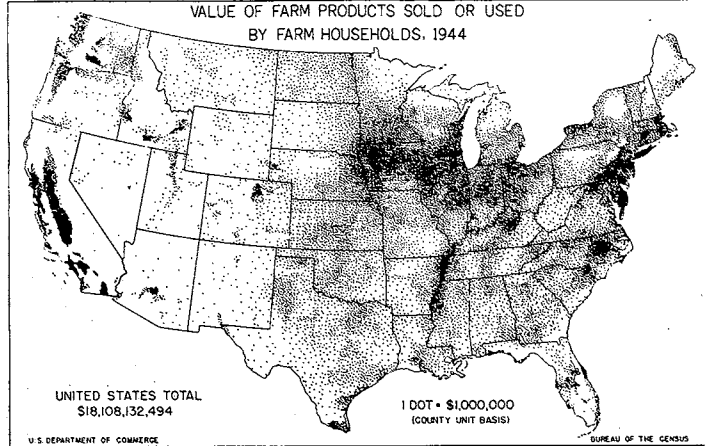 VALUE OF FARM PRODUCTS SOLD OR USED
BY FARM HOUSEHOLDS, 1944
UNITED STATES TOTAL
$18,108,132,494
1 DOT = $1,000,000
(COUNTY UNIT BASIS)
U.S. DEPARTMENT OF COMMERCE
BUREAU OF THE CENSUS